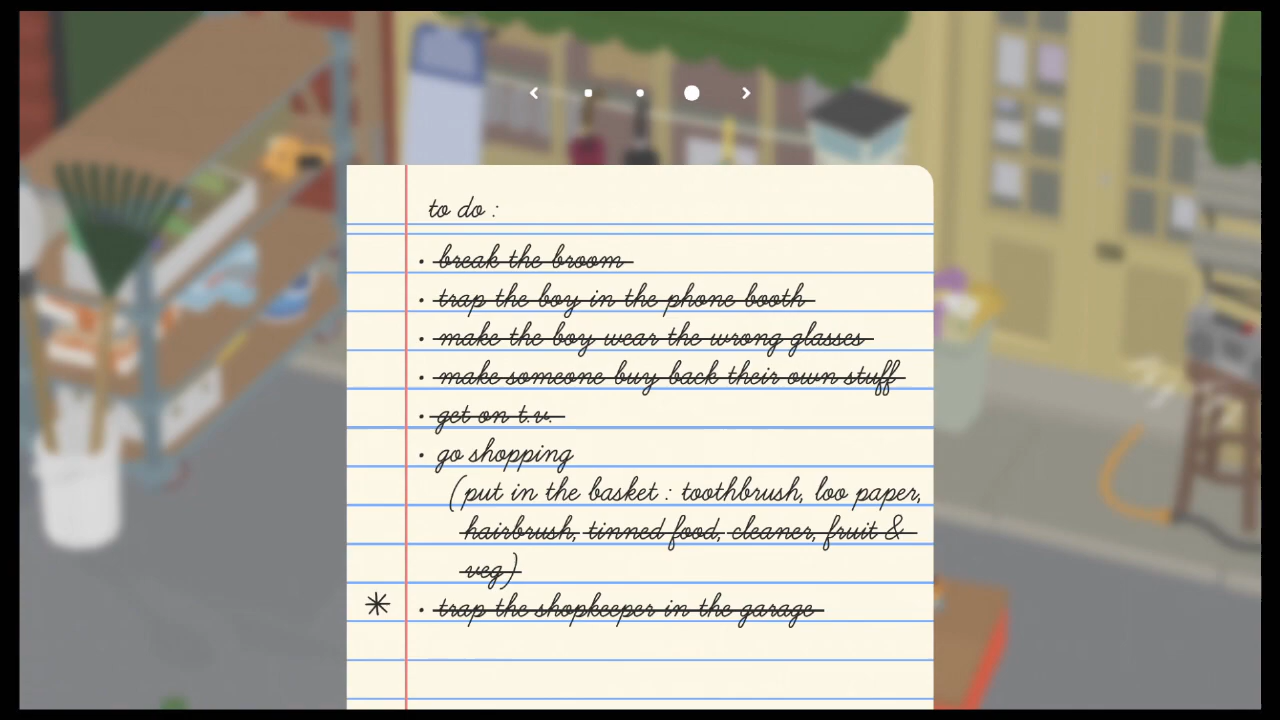 to do :
• break the broom
• trap the boy in the phone booth
• make the boy wear the wrong glasses
• make someone buy back their own stuff
• get on t.v.
• go shopping
(put in the basket : toothbrush, loo paper,
hairbrush, tinned food, cleaner, fruit &
veg)
• trap the shopkeeper in the garage